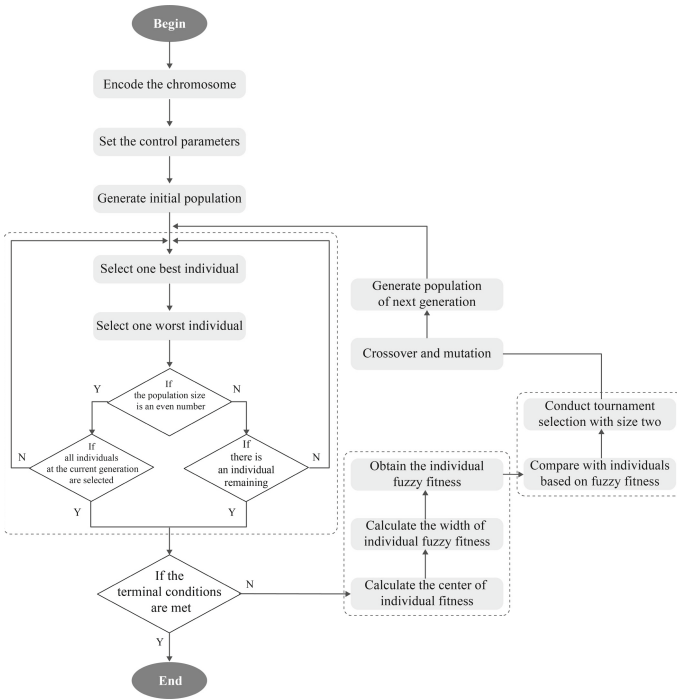 Begin
Encode the chromosome
Set the control parameters
Generate initial population
Select one best individual
Select one worst individual
If
the population size
is an even number
Y
N
If
all individuals
at the current generation
are selected
N
Y
If
there is
an individual
remaining
N
Y
If the
terminal conditions
are met
N
Y
End
Calculate the center of
individual fitness
Calculate the width of
individual fuzzy fitness
Obtain the individual
fuzzy fitness
Compare with individuals
based on fuzzy fitness
Conduct tournament
selection with size two
Crossover and mutation
Generate population
of next generation